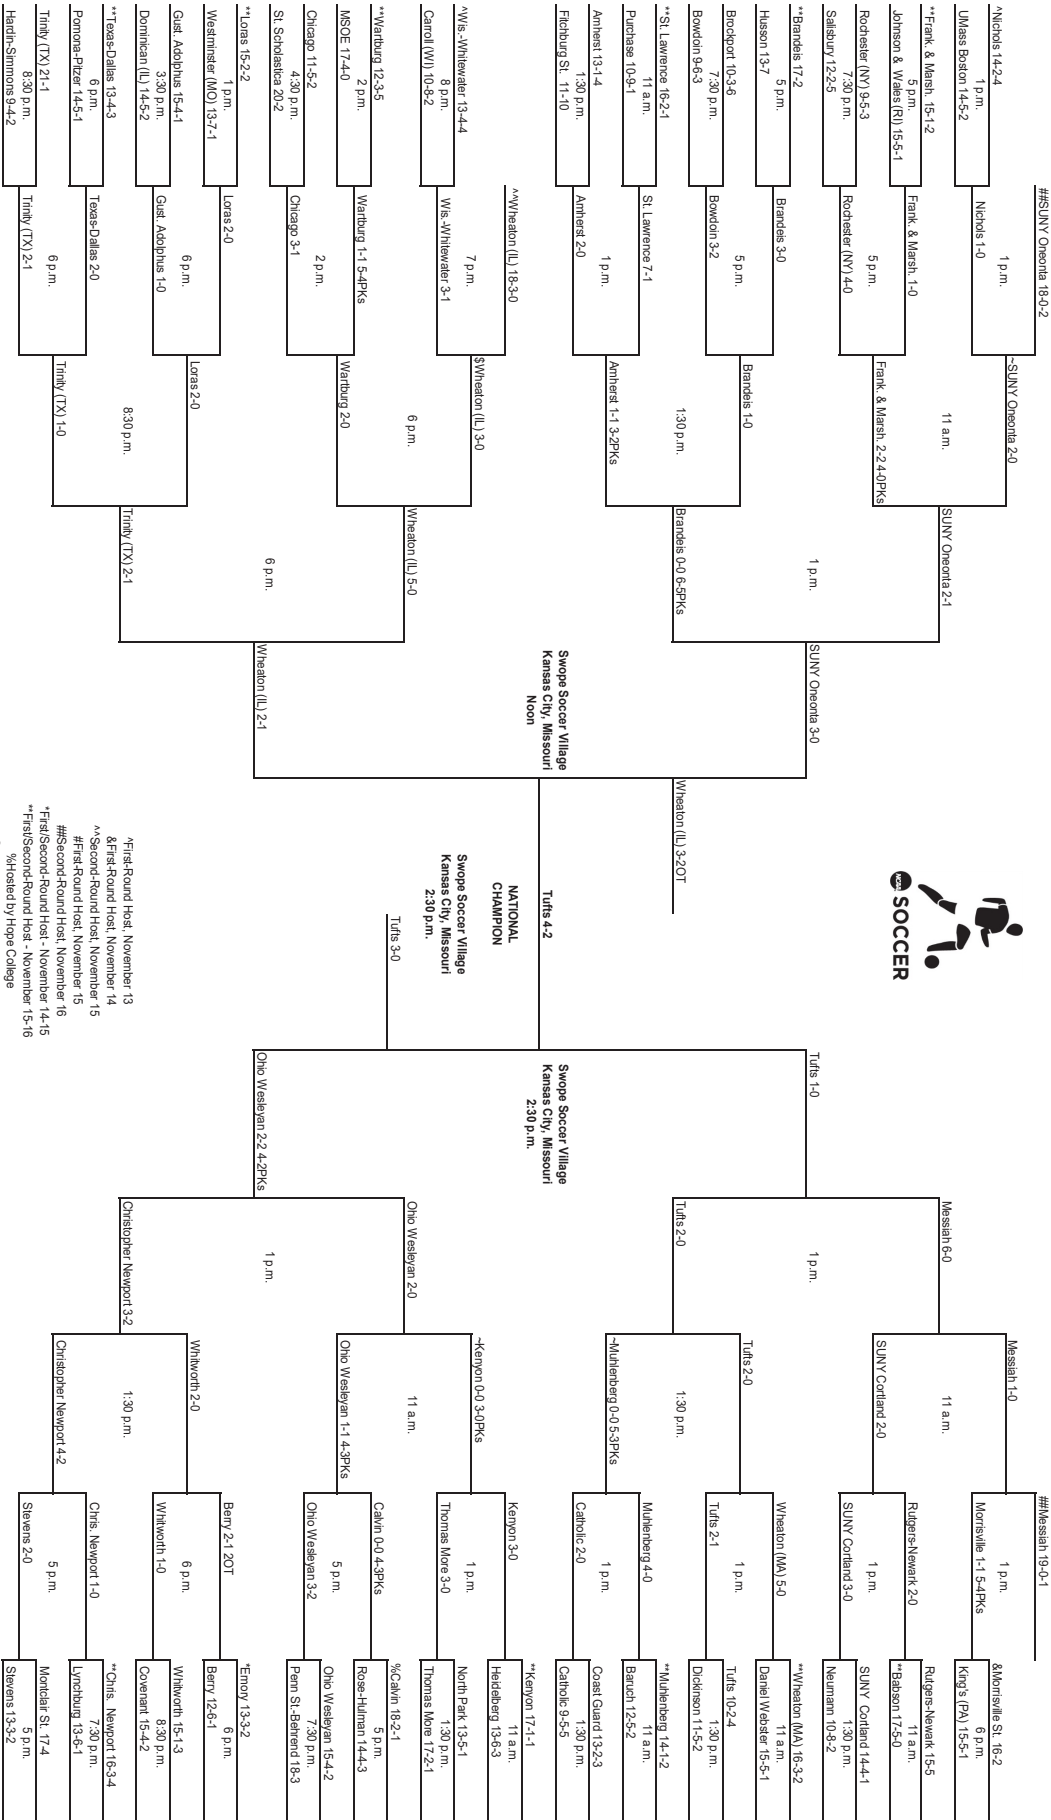 ##SUNY Oneonta 18-0-2
^Nichols 14-2-4
1 p.m.
UMass Boston 14-5-2
**Frank. & Marsh. 15-1-2
5 p.m.
Johnson & Wales (RI) 15-5-1
Rochester (NY) 9-5-3
7:30 p.m.
Salisbury 12-2-5
**Brandeis 17-2
5 p.m.
Husson 13-7
Brockport 10-3-6
7:30 p.m.
Bowdoin 9-6-3
**St. Lawrence 16-2-1
11 a.m.
Purchase 10-9-1
Amherst 13-1-4
1:30 p.m.
Fitchburg St. 11-10
^^Wheaton (IL) 18-3-0
^Wis.-Whitewater 13-4-4
8 p.m.
Carroll (WI) 10-8-2
**Wartburg 12-3-5
2 p.m.
MSOE 17-4-0
Chicago 11-5-2
4:30 p.m.
St. Scholastica 20-2
**Loras 15-2-2
1 p.m.
Westminster (MO) 13-7-1
Gust. Adolphus 15-4-1
3:30 p.m.
Dominican (IL) 14-5-2
**Texas-Dallas 13-4-3
6 p.m.
Pomona-Pitzer 14-5-1
Trinity (TX) 21-1
8:30 p.m.
Hardin-Simmons 9-4-2
1 p.m.
Nichols 1-0
Frank. & Marsh. 1-0
5 p.m.
Rochester (NY) 4-0
Brandeis 3-0
5 p.m.
Bowdoin 3-2
St. Lawrence 7-1
1 p.m.
Amherst 2-0
7 p.m.
Wis.-Whitewater 3-1
Wartburg 1-1 5-4PKs
2 p.m.
Chicago 3-1
Loras 2-0
6 p.m.
Gust. Adolphus 1-0
Texas-Dallas 2-0
6 p.m.
Trinity (TX) 2-1
~SUNY Oneonta 2-0
11 a.m.
Frank. & Marsh. 2-2 4-0PKs
Brandeis 1-0
1:30 p.m.
Amherst 1-1 3-2PKs
$Wheaton (IL) 3-0
6 p.m.
Wartburg 2-0
Loras 2-0
8:30 p.m.
Trinity (TX) 1-0
SUNY Oneonta 2-1
1 p.m.
Brandeis 0-0 6-5PKs
Wheaton (IL) 5-0
6 p.m.
Trinity (TX) 2-1
SUNY Oneonta 3-0
Swope Soccer Village
Kansas City, Missouri
Noon
Wheaton (IL) 2-1
Wheaton (IL) 3-2OT
NCAA SOCCER
Tufts 4-2
NATIONAL
CHAMPION
Swope Soccer Village
Kansas City, Missouri
2:30 p.m.
Tufts 3-0
^First-Round Host, November 13
&First-Round Host, November 14
^^Second-Round Host, November 15
#First-Round Host, November 15
##Second-Round Host, November 16
*First/Second-Round Host - November 14-15
**First/Second-Round Host - November 15-16
%Hosted by Hope College
Tufts 1-0
Swope Soccer Village
Kansas City, Missouri
2:30 p.m.
Ohio Wesleyan 2-2 4-2PKs
Messiah 6-0
1 p.m.
Tufts 2-0
Ohio Wesleyan 2-0
1 p.m.
Christopher Newport 3-2
Messiah 1-0
11 a.m.
SUNY Cortland 2-0
Tufts 2-0
1:30 p.m.
~Muhlenberg 0-0 5-3PKs
~Kenyon 0-0 3-0PKs
11 a.m.
Ohio Wesleyan 1-1 4-3PKs
Whitworth 2-0
1:30 p.m.
Christopher Newport 4-2
##Messiah 19-0-1
1 p.m.
Morrisville 1-1 5-4PKs
Rutgers-Newark 2-0
1 p.m.
SUNY Cortland 3-0
Wheaton (MA) 5-0
1 p.m.
Tufts 2-1
Muhlenberg 4-0
1 p.m.
Catholic 2-0
Kenyon 3-0
1 p.m.
Thomas More 3-0
Calvin 0-0 4-3PKs
5 p.m.
Ohio Wesleyan 3-2
Berry 2-1 2OT
6 p.m.
Whitworth 1-0
Chris. Newport 1-0
5 p.m.
Stevens 2-0
&Morrisville St. 16-2
6 p.m.
King's (PA) 15-5-1
Rutgers-Newark 15-5
11 a.m.
**Babson 17-5-0
SUNY Cortland 14-4-1
1:30 p.m.
Neumann 10-8-2
**Wheaton (MA) 16-3-2
11 a.m.
Daniel Webster 15-5-1
Tufts 10-2-4
1:30 p.m.
Dickinson 11-5-2
**Muhlenberg 14-1-2
11 a.m.
Baruch 12-5-2
Coast Guard 13-2-3
1:30 p.m.
Catholic 9-5-5
**Kenyon 17-1-1
11 a.m.
Heidelberg 13-6-3
North Park 13-5-1
1:30 p.m.
Thomas More 17-2-1
%Calvin 18-2-1
5 p.m.
Rose-Hulman 14-4-3
Ohio Wesleyan 15-4-2
7:30 p.m.
Penn St.-Behrend 18-3
*Emory 13-3-2
6 p.m.
Berry 12-6-1
Whitworth 15-1-3
8:30 p.m.
Covenant 15-4-2
**Chris. Newport 16-3-4
7:30 p.m.
Lynchburg 13-6-1
Montclair St. 17-4
5 p.m.
Stevens 13-3-2